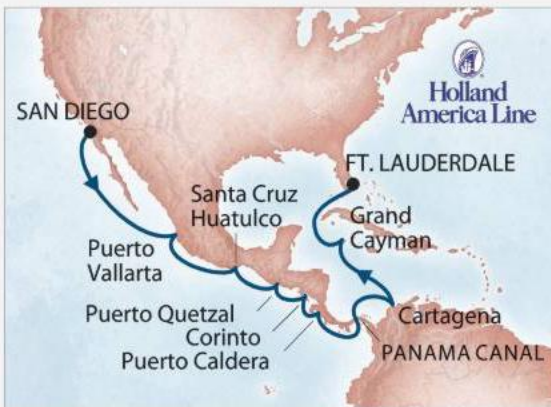 Holland
America Line
SAN DIEGO
FT. LAUDERDALE
Santa Cruz
Huatulco
Grand
Cayman
Puerto
Vallarta
Puerto Quetzal
Corinto
Puerto Caldera
Cartagena
PANAMA CANAL